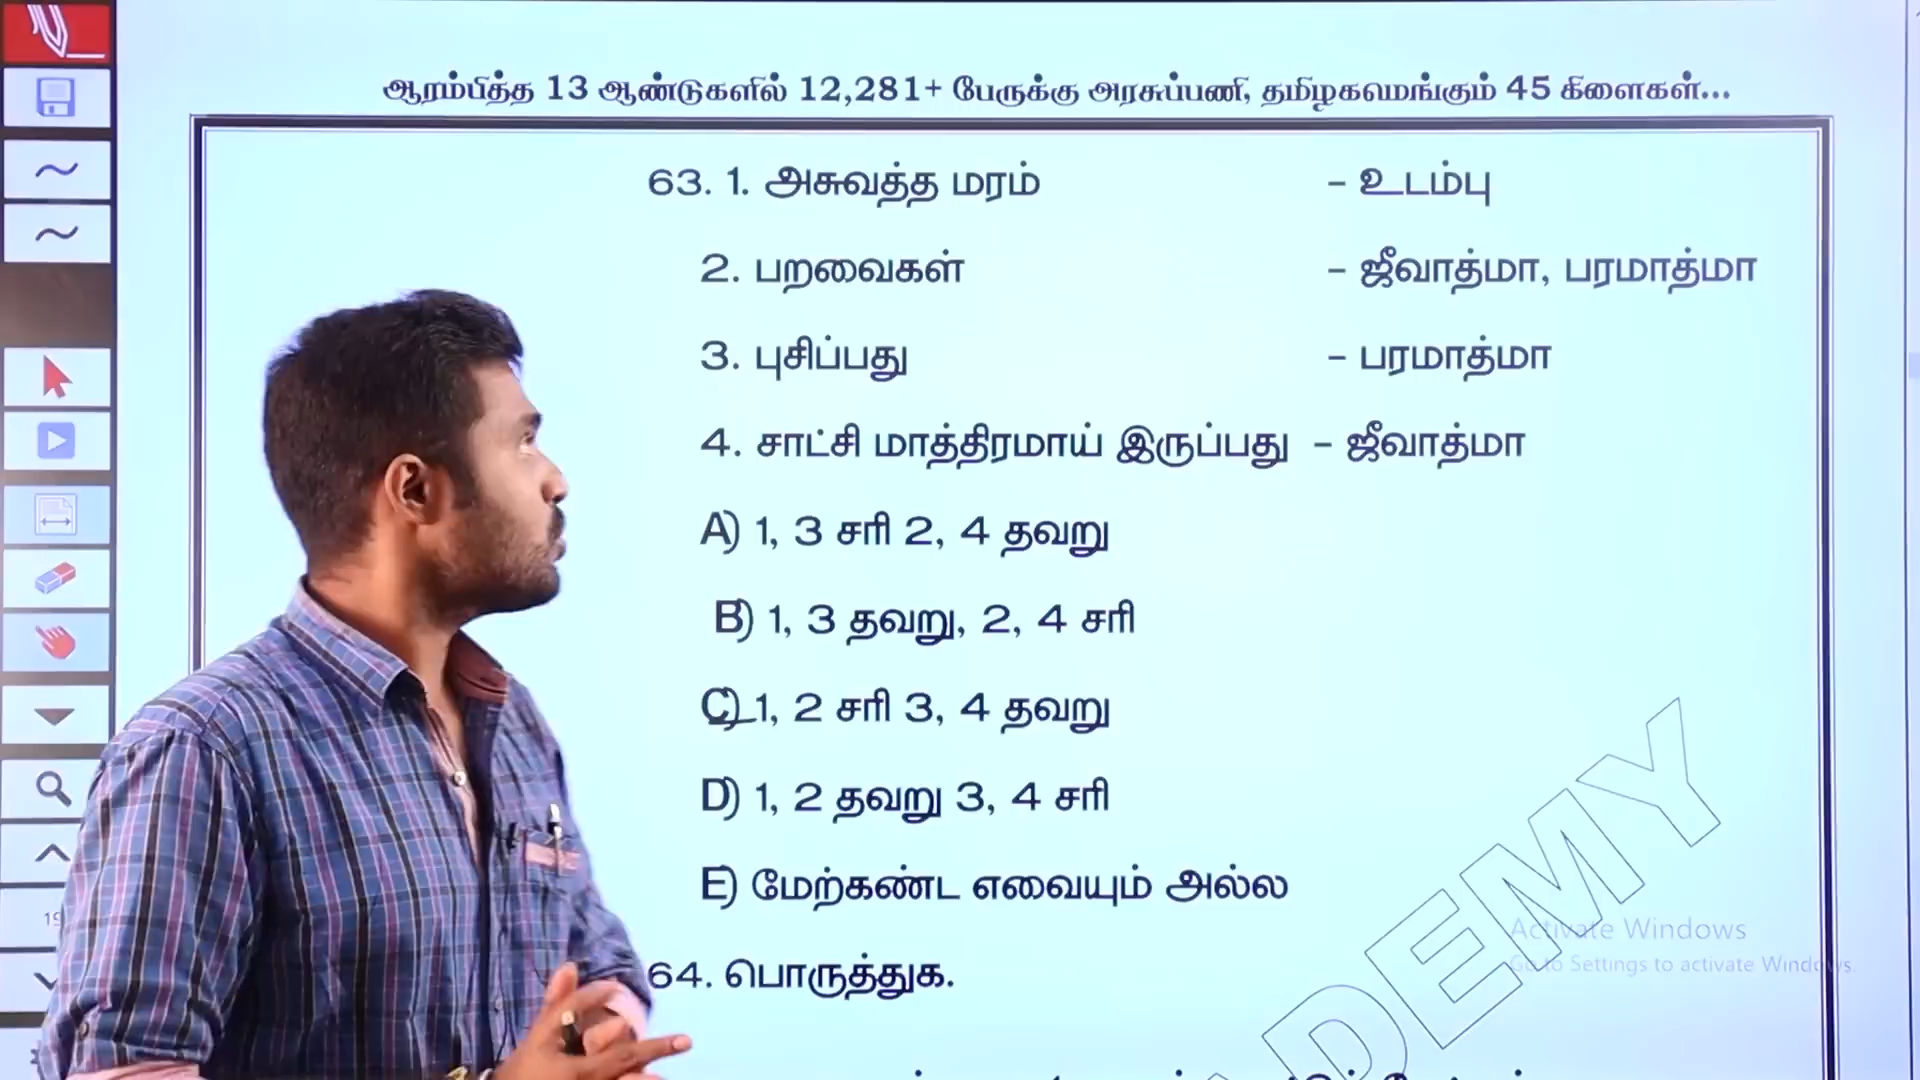 ஆரம்பித்த 13 ஆண்டுகளில் 12,281+ பேருக்கு அரசுப்பணி, தமிழகமெங்கும் 45 கிளைகள்...
63. 1. அசுவத்த மரம் – உடம்பு
2. பறவைகள் – ஜீவாத்மா, பரமாத்மா
3. புசிப்பது – பரமாத்மா
4. சாட்சி மாத்திரமாய் இருப்பது – ஜீவாத்மா
A) 1, 3 சரி 2, 4 தவறு
B) 1, 3 தவறு, 2, 4 சரி
C) 1, 2 சரி 3, 4 தவறு
D) 1, 2 தவறு 3, 4 சரி
E) மேற்கண்ட எவையும் அல்ல
64. பொருத்துக.
DEMY
Activate Windows
Go to Settings to activate Windows.